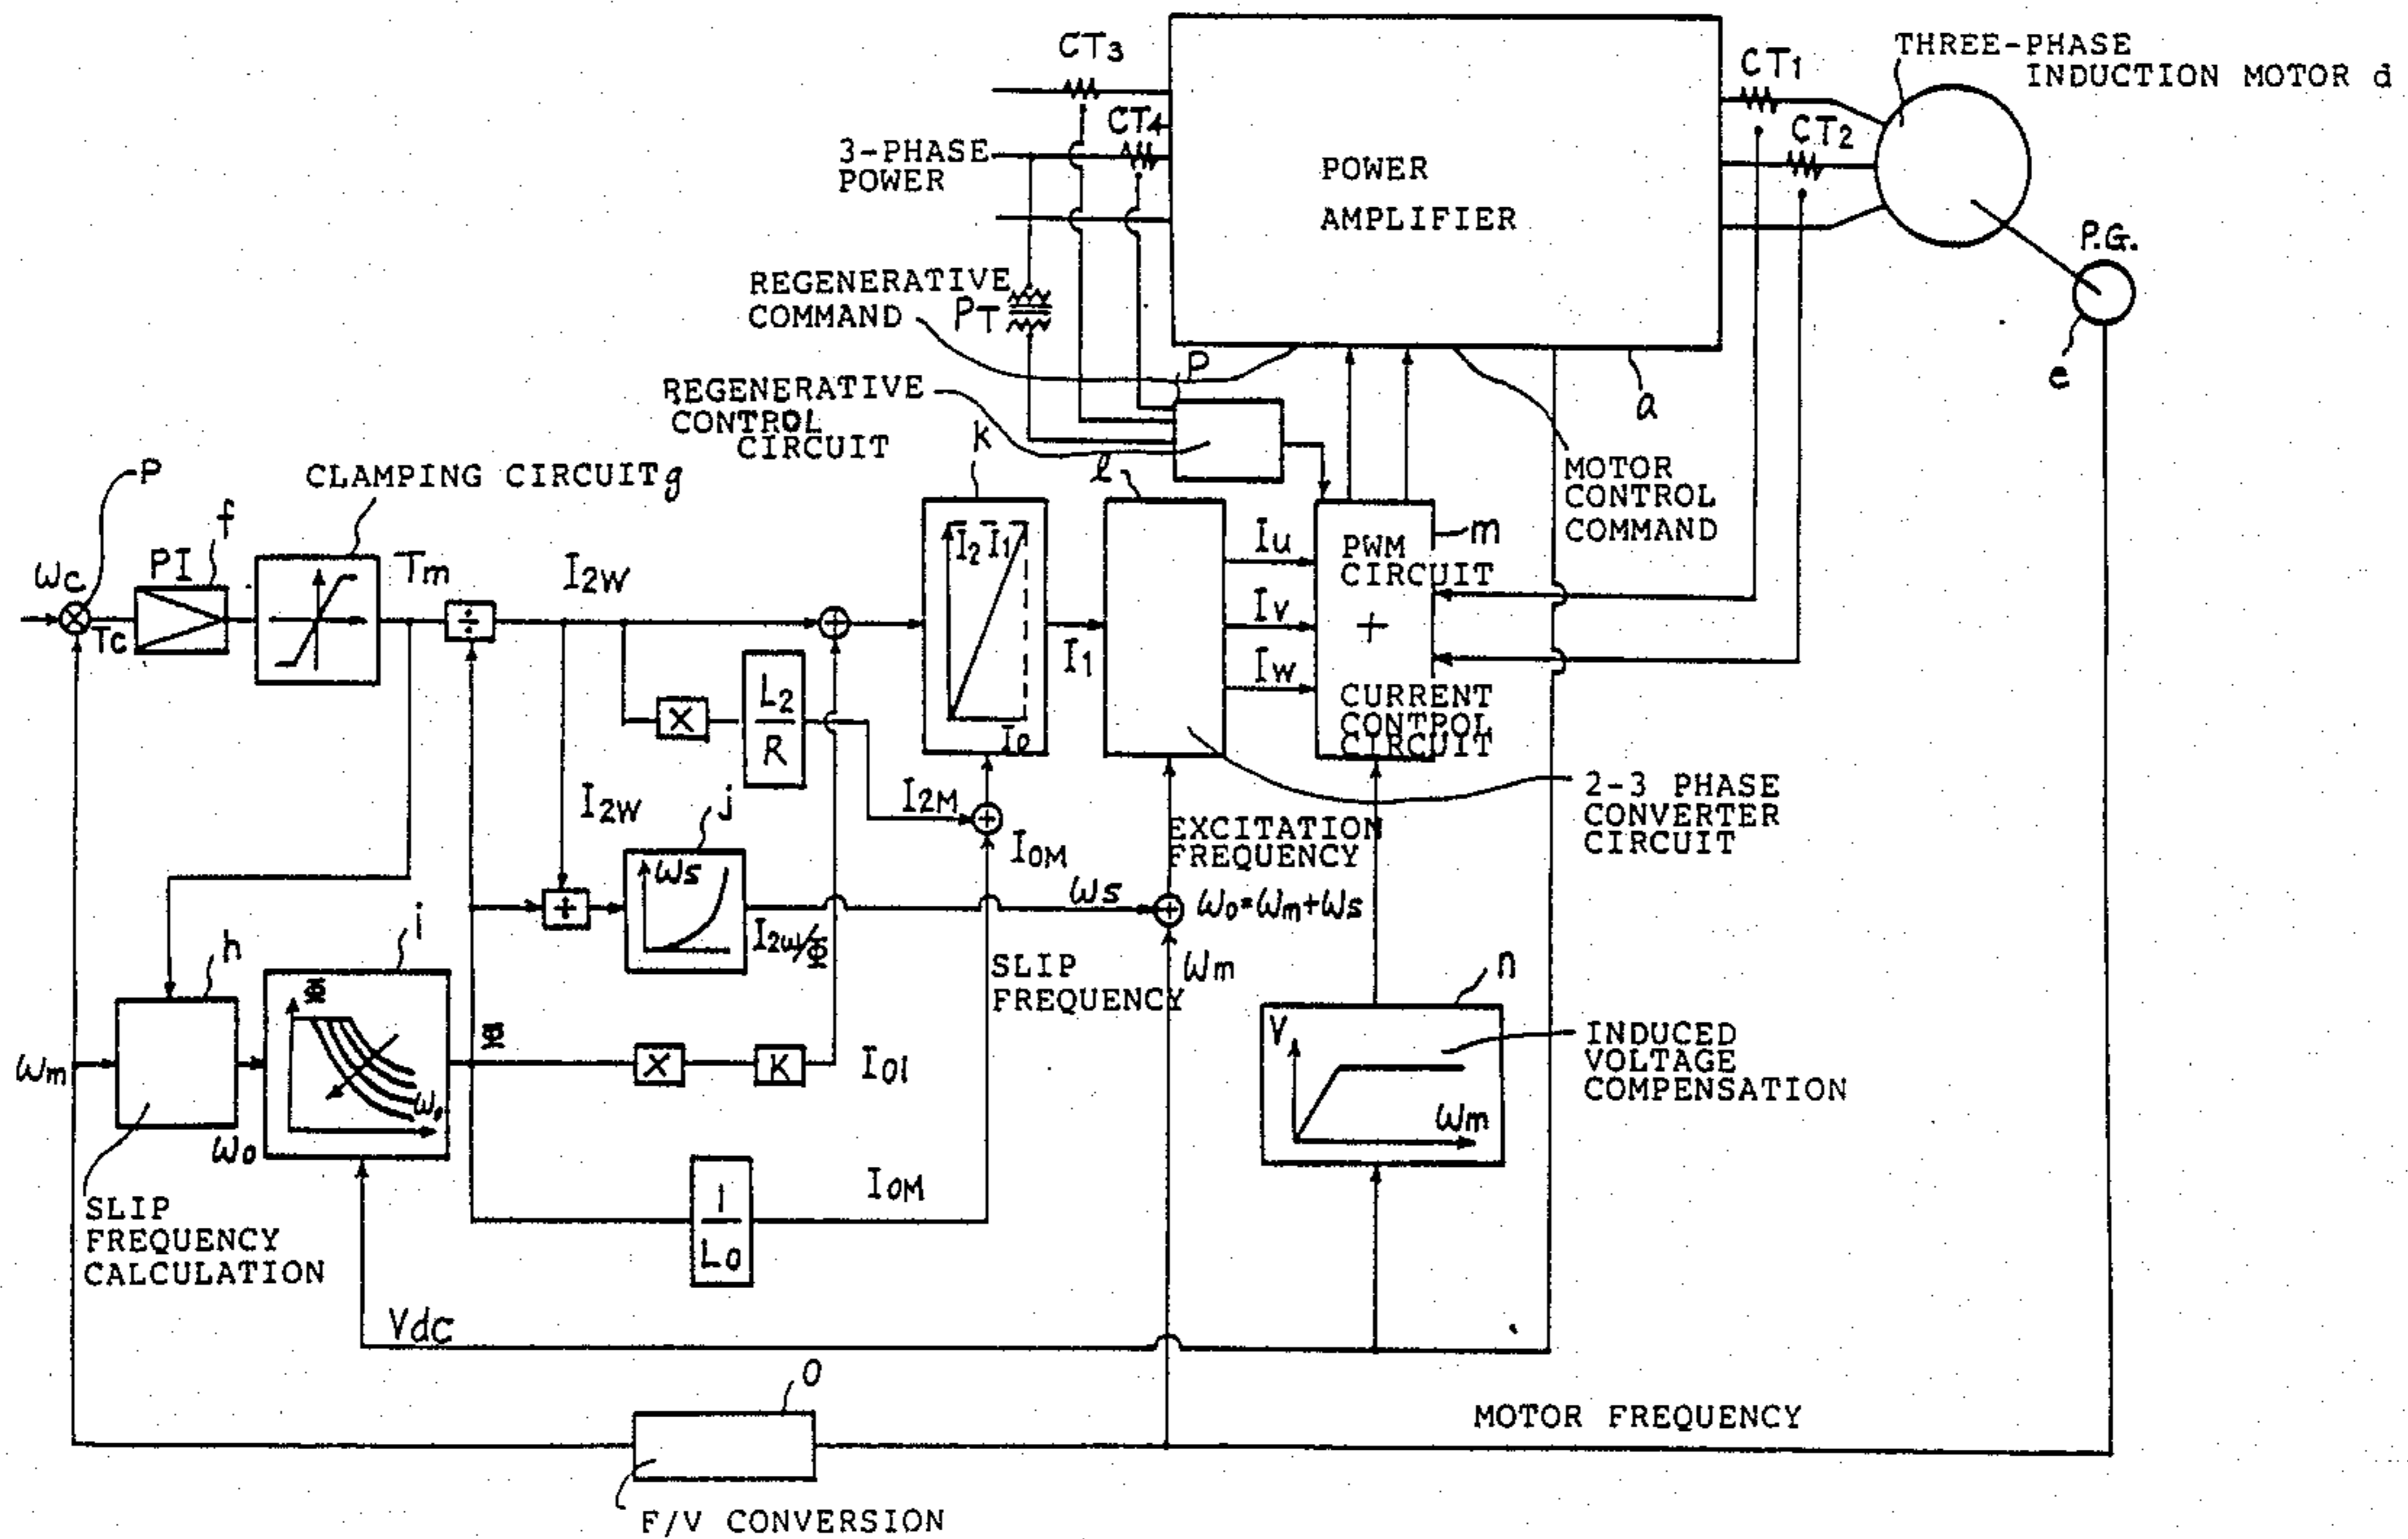 CT3
CT4
3-PHASE
POWER
POWER
AMPLIFIER
CT1
CT2
THREE-PHASE
INDUCTION MOTOR d
P.G.
e
REGENERATIVE
COMMAND
PT
P
a
REGENERATIVE
CONTROL
CIRCUIT
MOTOR
CONTROL
COMMAND
P
CLAMPING CIRCUIT g
f
PI
ωc
Tc
Tm
I2W
k
I2 I1
I1
l
Iu
Iv
Iw
PWM
CIRCUIT
+
CURRENT
CONTROL
CIRCUIT
m
÷
X
L2
R
I2W
I2M
I0M
j
ωs
I2ω/Φ
÷
ωs
EXCITATION
FREQUENCY
ω0=ωm+ωs
2-3 PHASE
CONVERTER
CIRCUIT
SLIP
FREQUENCY
ωm
h
i
Φ
ω0
ωm
ω0
Φ
X
K
I01
n
V
ωm
INDUCED
VOLTAGE
COMPENSATION
SLIP
FREQUENCY
CALCULATION
1
L0
I0M
Vdc
O
F/V CONVERSION
MOTOR FREQUENCY